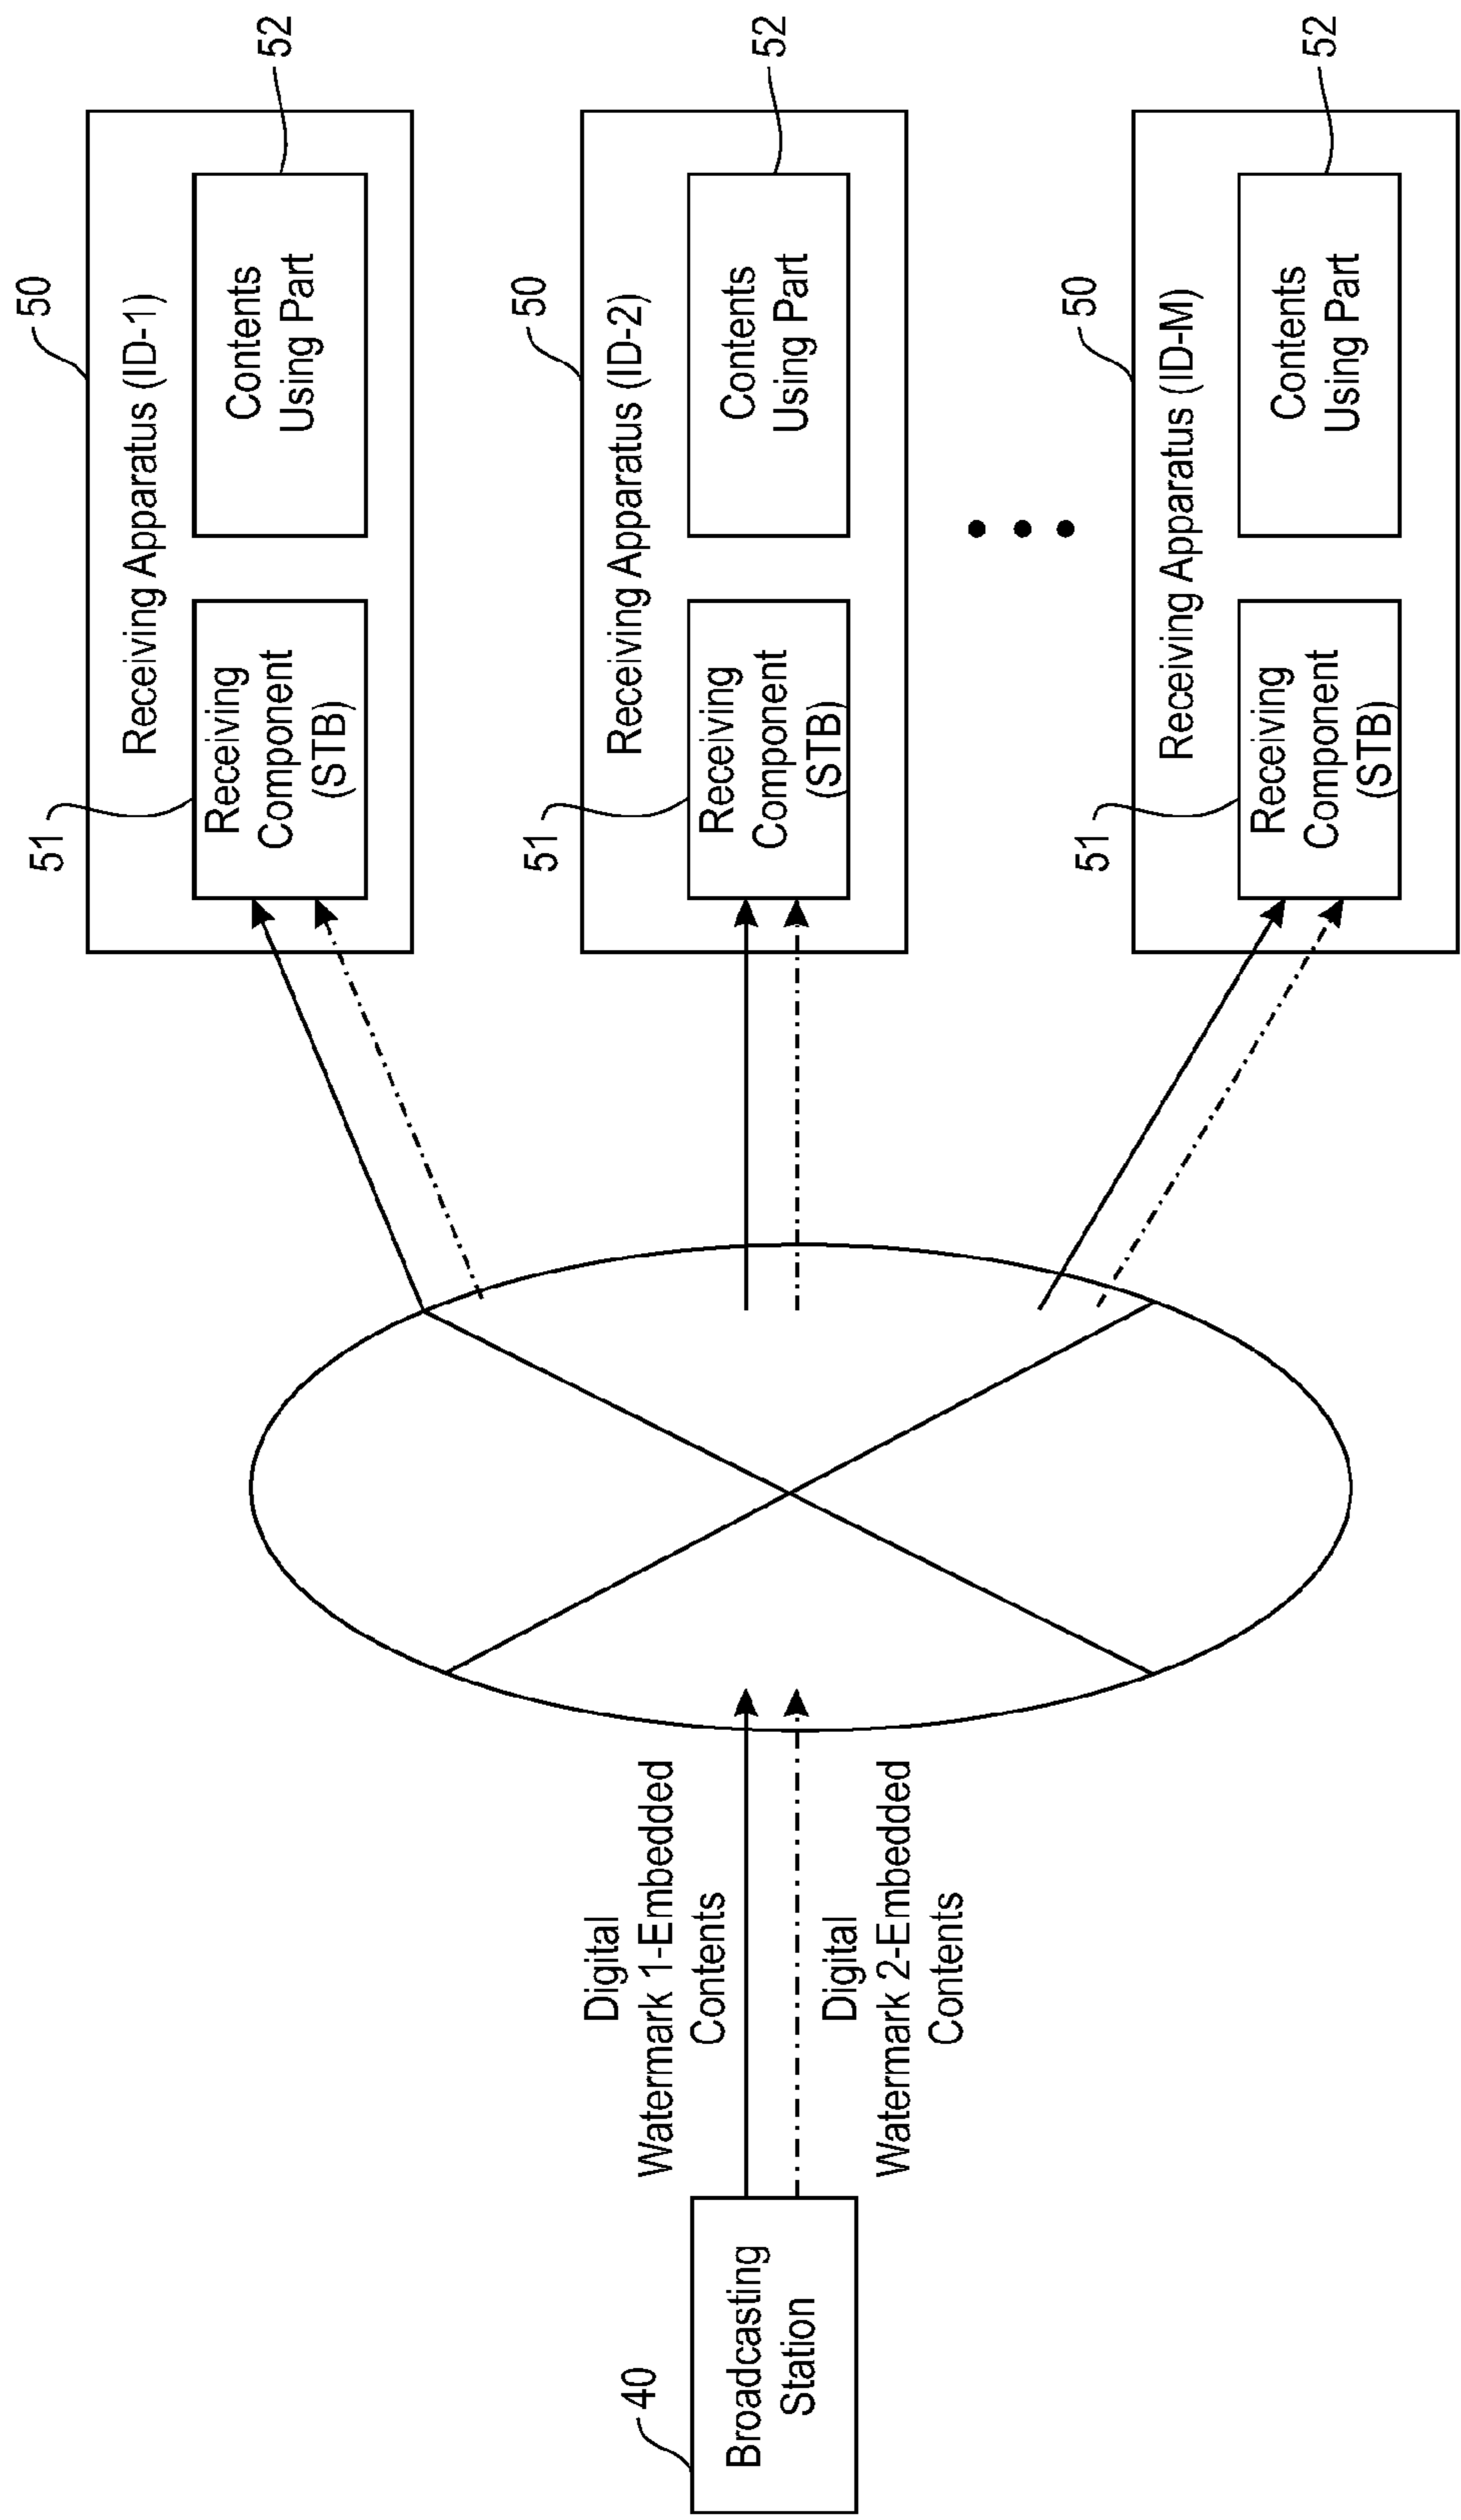 40
Broadcasting
Station
Digital
Watermark 1-Embedded
Contents
Digital
Watermark 2-Embedded
Contents
50
Receiving Apparatus (ID-1)
51
Receiving
Component
(STB)
Contents
Using Part
52
50
Receiving Apparatus (ID-2)
51
Receiving
Component
(STB)
Contents
Using Part
52
50
Receiving Apparatus (ID-M)
51
Receiving
Component
(STB)
Contents
Using Part
52